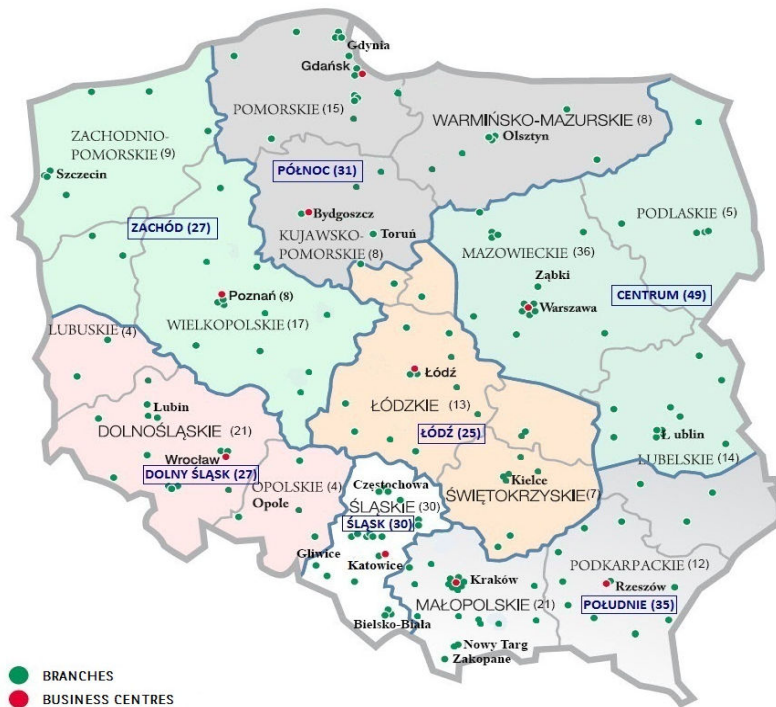 Gdynia
Gdańsk
POMORSKIE (15)
WARMIŃSKO-MAZURSKIE (8)
Olsztyn
ZACHODNIO-
POMORSKIE (9)
Szczecin
PÓŁNOC (31)
Bydgoszcz
Toruń
KUJAWSKO-
POMORSKIE (8)
ZACHÓD (27)
PODLASKIE (5)
MAZOWIECKIE (36)
Ząbki
CENTRUM (49)
Warszawa
Poznań (8)
WIELKOPOLSKIE (17)
LUBUSKIE (4)
Łódź
ŁÓDZKIE (13)
ŁÓDŹ (25)
Lubin
DOLNOŚLĄSKIE (21)
Wrocław
DOLNY ŚLĄSK (27)
Ł ublin
LUBELSKIE (14)
OPOLSKIE (4)
Opole
Częstochowa
ŚLĄSKIE (30)
ŚLĄSK (30)
Kielce
ŚWIĘTOKRZYSKIE (7)
Gliwice
Katowice
Kraków
MAŁOPOLSKIE (21)
PODKARPACKIE (12)
Rzeszów
POŁUDNIE (35)
Bielsko-Biała
Nowy Targ
Zakopane
BRANCHES
BUSINESS CENTRES